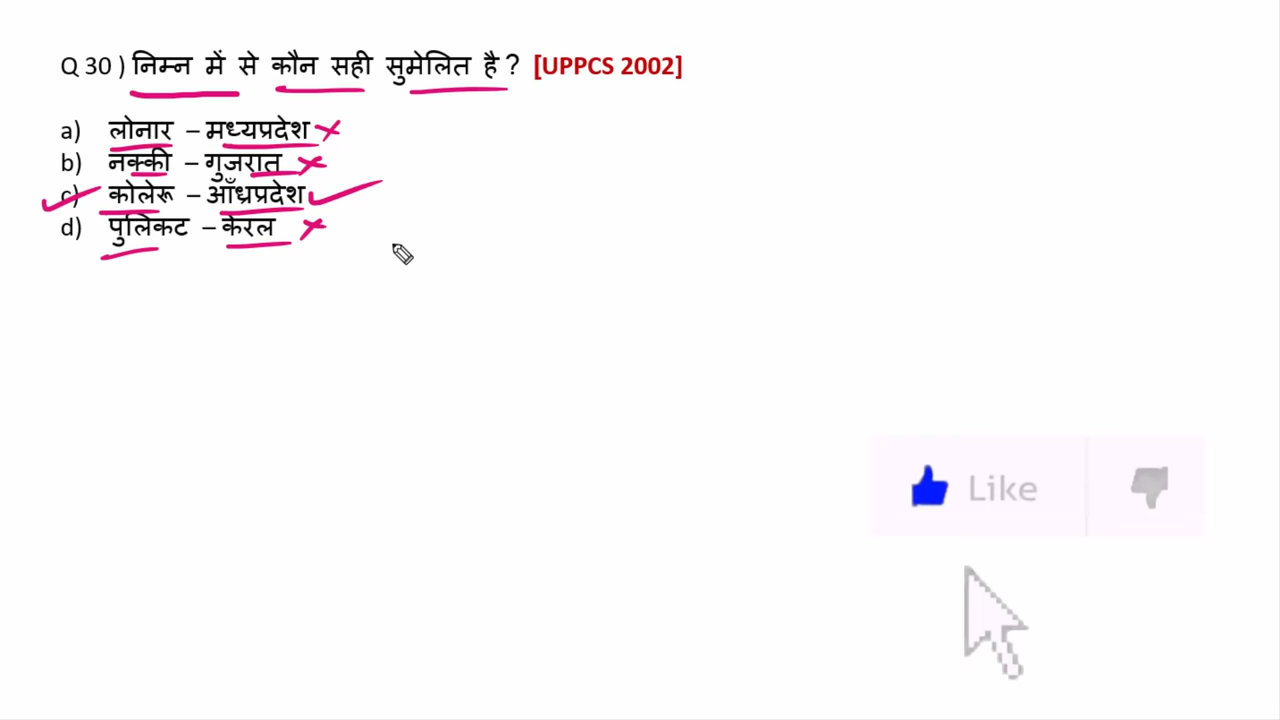 Q 30 ) निम्न में से कौन सही सुमेलित है ? [UPPCS 2002]
a) लोनार – मध्यप्रदेश
b) नक्की – गुजरात
c) कोलेरू – आँध्रप्रदेश
d) पुलिकट – केरल
Like